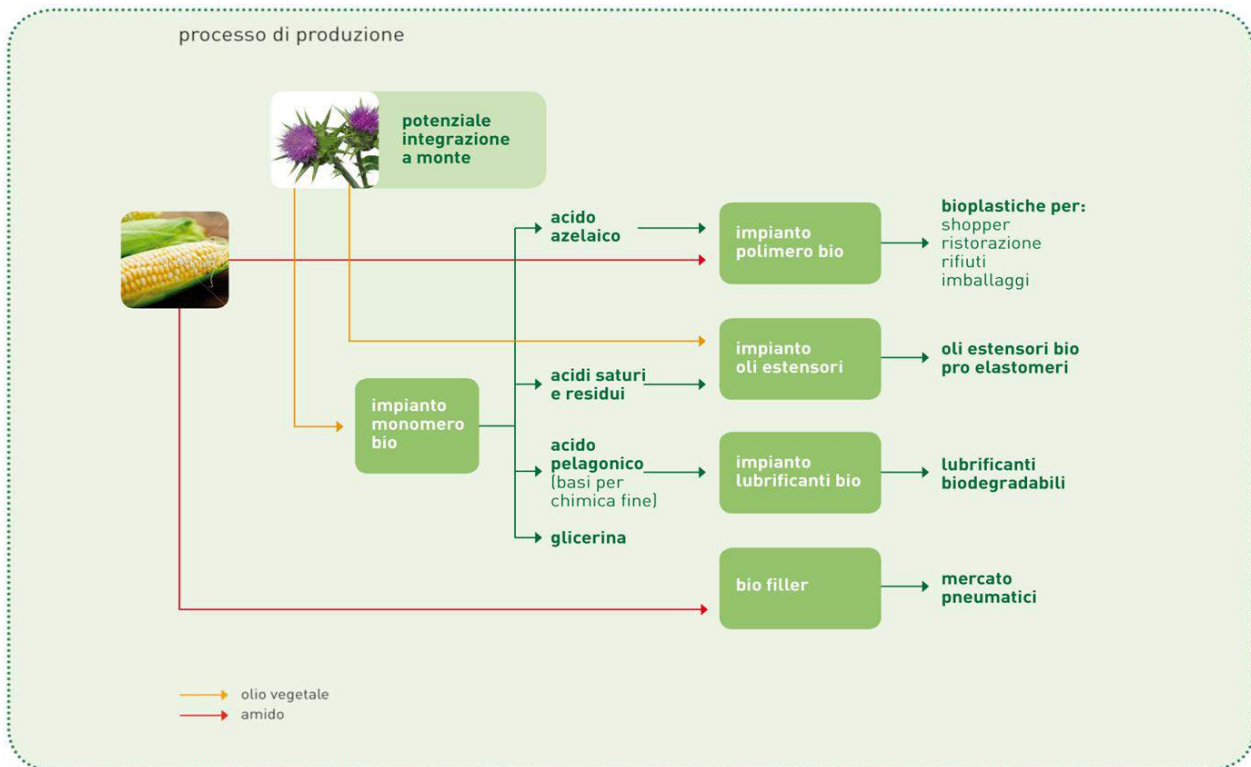 processo di produzione
potenziale
integrazione
a monte
acido
azelaico
impianto
polimero bio
bioplastiche per:
shopper
ristorazione
rifiuti
imballaggi
impianto
oli estensori
oli estensori bio
pro elastomeri
acidi saturi
e residui
impianto
monomero
bio
acido
pelagonico
(basi per
chimica fine)
impianto
lubrificanti bio
lubrificanti
biodegradabili
glicerina
bio filler
mercato
pneumatici
olio vegetale
amido